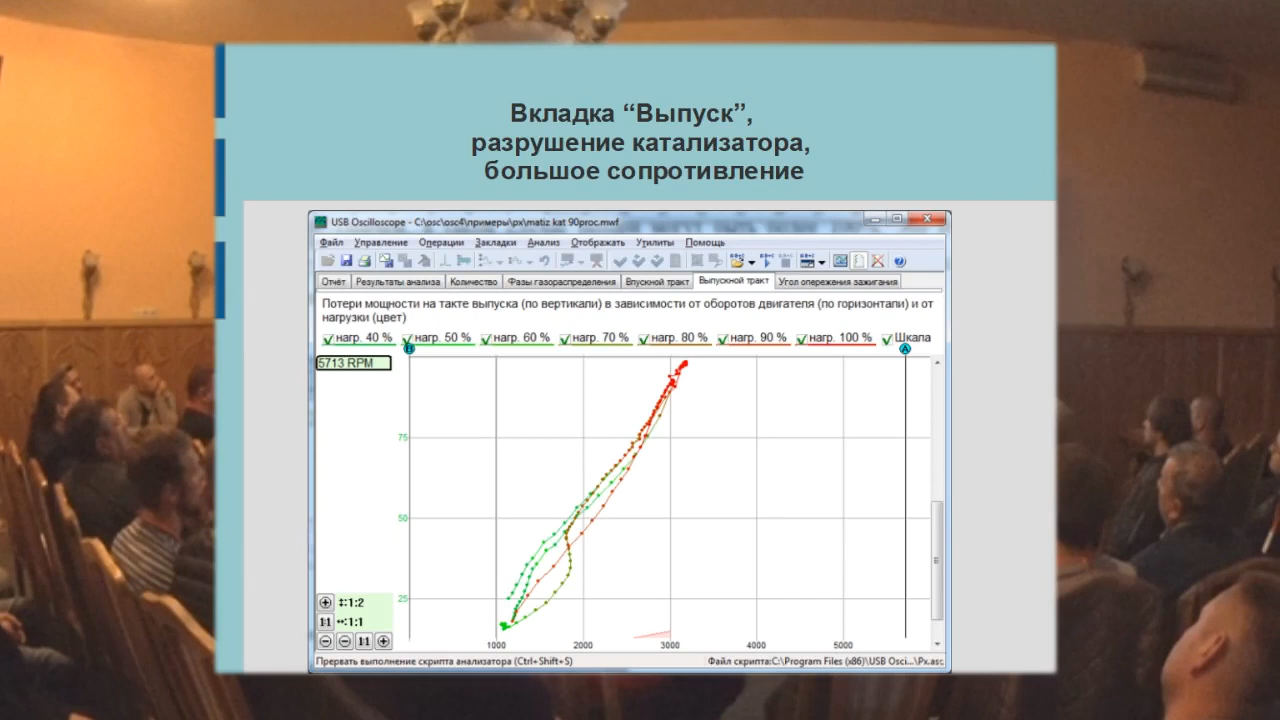 Вкладка “Выпуск”,
разрушение катализатора,
большое сопротивление
USB Oscilloscope - C:\osc\osc4\примеры\px\matiz kat 90proc.mwf
Файл Управление Операции Закладки Анализ Отображать Утилиты Помощь
Отчёт Результаты анализа Количество Фазы газораспределения Впускной тракт Выпускной тракт Угол опережения зажигания
Потери мощности на такте выпуска (по вертикали) в зависимости от оборотов двигателя (по горизонтали) и от
нагрузки (цвет)
нагр. 40 % нагр. 50 % нагр. 60 % нагр. 70 % нагр. 80 % нагр. 90 % нагр. 100 % Шкала
B A
5713 RPM
75
50
25
1:2
1:1 1:1
1:1
1000 2000 3000 4000 5000
Прервать выполнение скрипта анализатора (Ctrl+Shift+S) Файл скрипта:C:\Program Files (x86)\USB Osci...\Px.asc